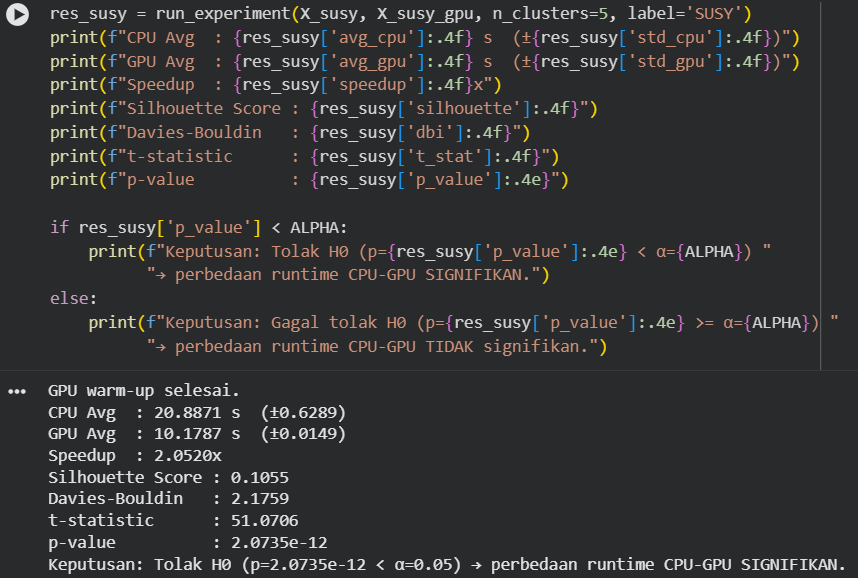 res_susy = run_experiment(X_susy, X_susy_gpu, n_clusters=5, label='SUSY')
print(f"CPU Avg  : {res_susy['avg_cpu']:.4f} s  (±{res_susy['std_cpu']:.4f})")
print(f"GPU Avg  : {res_susy['avg_gpu']:.4f} s  (±{res_susy['std_gpu']:.4f})")
print(f"Speedup  : {res_susy['speedup']:.4f}x")
print(f"Silhouette Score : {res_susy['silhouette']:.4f}")
print(f"Davies-Bouldin   : {res_susy['dbi']:.4f}")
print(f"t-statistic      : {res_susy['t_stat']:.4f}")
print(f"p-value          : {res_susy['p_value']:.4e}")

if res_susy['p_value'] < ALPHA:
    print(f"Keputusan: Tolak H0 (p={res_susy['p_value']:.4e} < α={ALPHA}) "
          "→ perbedaan runtime CPU-GPU SIGNIFIKAN.")
else:
    print(f"Keputusan: Gagal tolak H0 (p={res_susy['p_value']:.4e} >= α={ALPHA}) "
          "→ perbedaan runtime CPU-GPU TIDAK signifikan.")

GPU warm-up selesai.
CPU Avg  : 20.8871 s  (±0.6289)
GPU Avg  : 10.1787 s  (±0.0149)
Speedup  : 2.0520x
Silhouette Score : 0.1055
Davies-Bouldin   : 2.1759
t-statistic      : 51.0706
p-value          : 2.0735e-12
Keputusan: Tolak H0 (p=2.0735e-12 < α=0.05) → perbedaan runtime CPU-GPU SIGNIFIKAN.